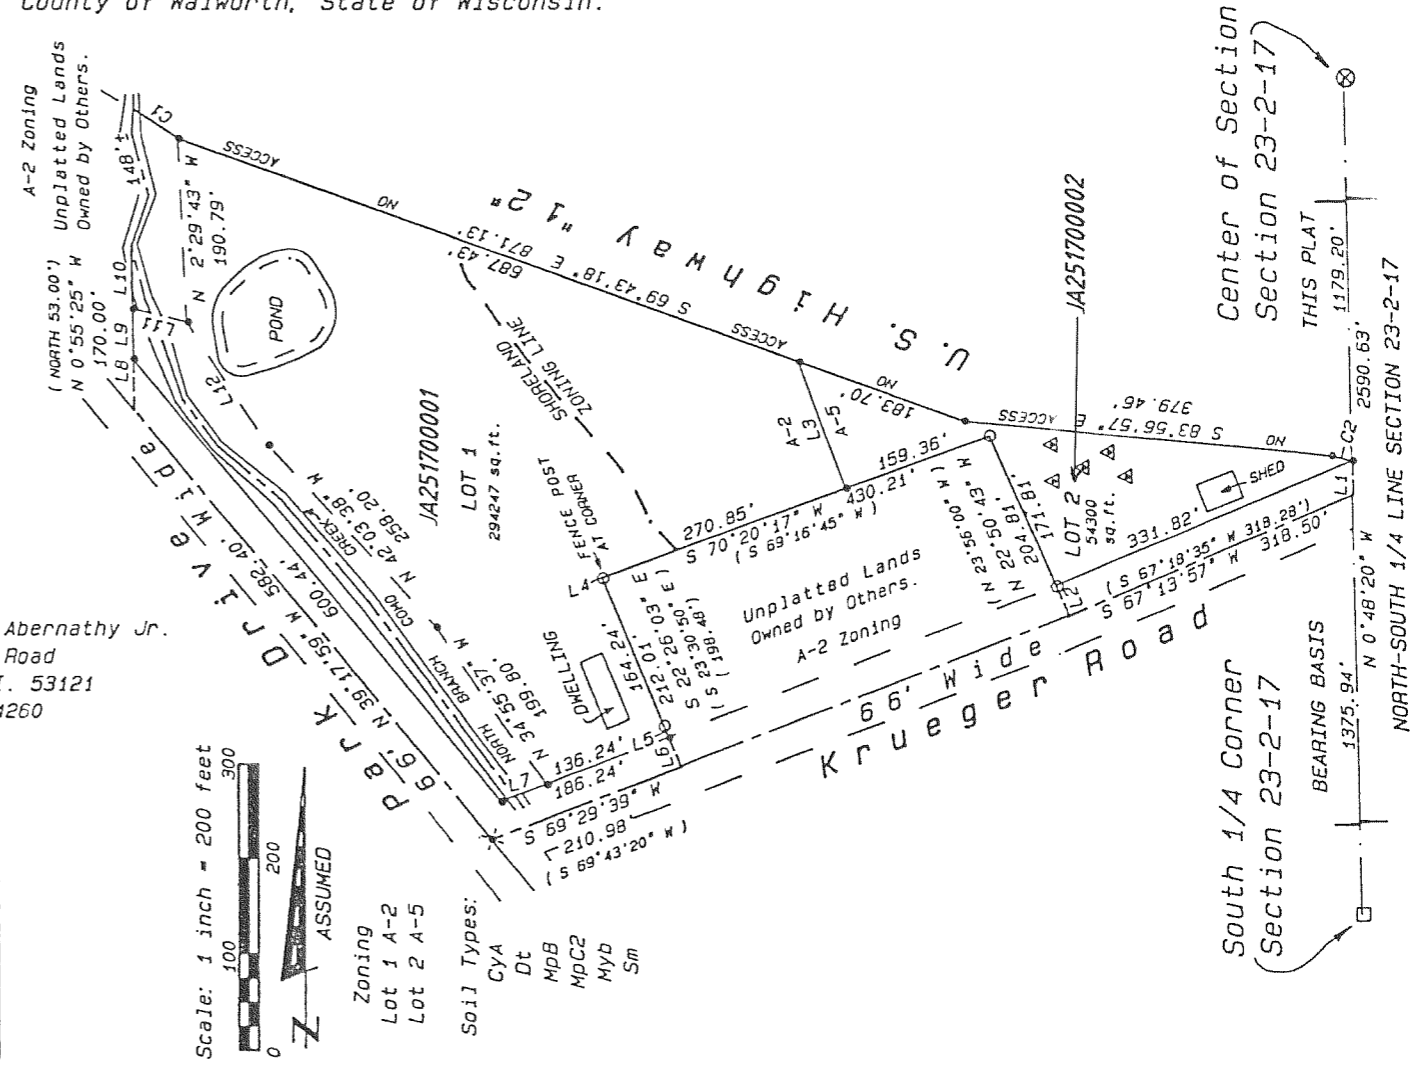 County of Walworth, State of Wisconsin.
A-2 Zoning
Unplatted Lands
Owned by Others.
( NORTH 53.00')
N 0°55'25" W
170.00'
L8 L9 L10
148'±
C1
L11
N 2°29'43" W
190.79'
L12
POND
NO ACCESS
871.13'
687.43'
S 69°43'18" E
U. S. Highway "12"
SHORELAND
ZONING LINE
JA251700001
LOT 1
294247 sq.ft.
A-2
L3
A-5
NO ACCESS
183.70'
NO ACCESS
S 83°56'57" E
379.46'
JA251700002
LOT 2
54300
sq.ft.
SHED
C2
L1
L2
331.82'
( S 67°18'35" W 318.28')
S 67°13'57" W
318.50'
159.36'
430.21'
270.85'
S 70°20'17" W
( S 69°16'45" W )
(N 23°56'00" W )
N 22°50'43" W
204.81'
171.81'
FENCE POST
AT CORNER
L4
164.24'
212.01'
S 22°26'03" E
( S 23°30'50" E )
( 198.48')
Unplatted Lands
Owned by Others.
A-2 Zoning
DWELLING
L5
L6
L7
136.24'
186.24'
S 69°29'39" W
210.98
( S 69°43'20" W )
66' Wide
Krueger Road
Park Drive
66' Wide
N 39°17'59" W 582.40'
600.44'
NORTH BRANCH COMO CREEK
N 42°03'38" W
258.20'
N 34°55'37" W
199.80'
Abernathy Jr.
Road
I. 53121
4260
Scale: 1 inch = 200 feet
0 100 200 300
N
ASSUMED
Zoning
Lot 1 A-2
Lot 2 A-5
Soil Types:
CyA
Dt
MpB
MpC2
Myb
Sm
Center of Section
Section 23-2-17
THIS PLAT
1179.20'
2590.63'
N 0°48'20" W
NORTH-SOUTH 1/4 LINE SECTION 23-2-17
BEARING BASIS
1375.94'
South 1/4 Corner
Section 23-2-17